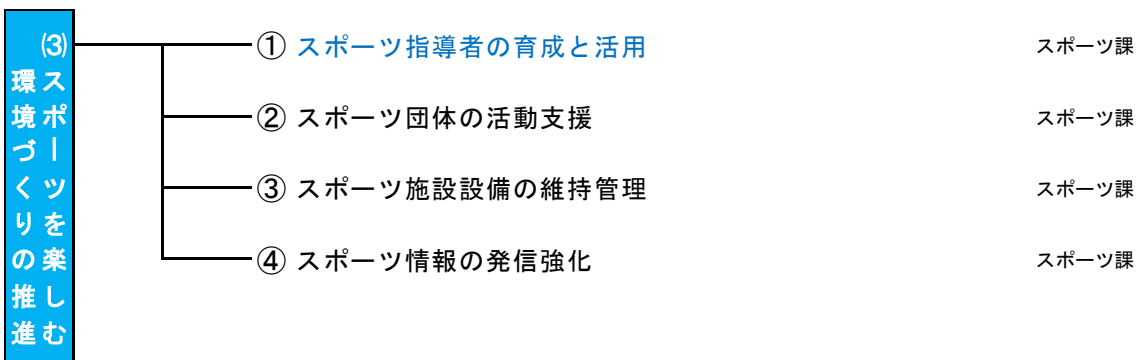 ⑶スポーツを楽しむ
環境づくりの推進
① スポーツ指導者の育成と活用 スポーツ課
② スポーツ団体の活動支援 スポーツ課
③ スポーツ施設設備の維持管理 スポーツ課
④ スポーツ情報の発信強化 スポーツ課